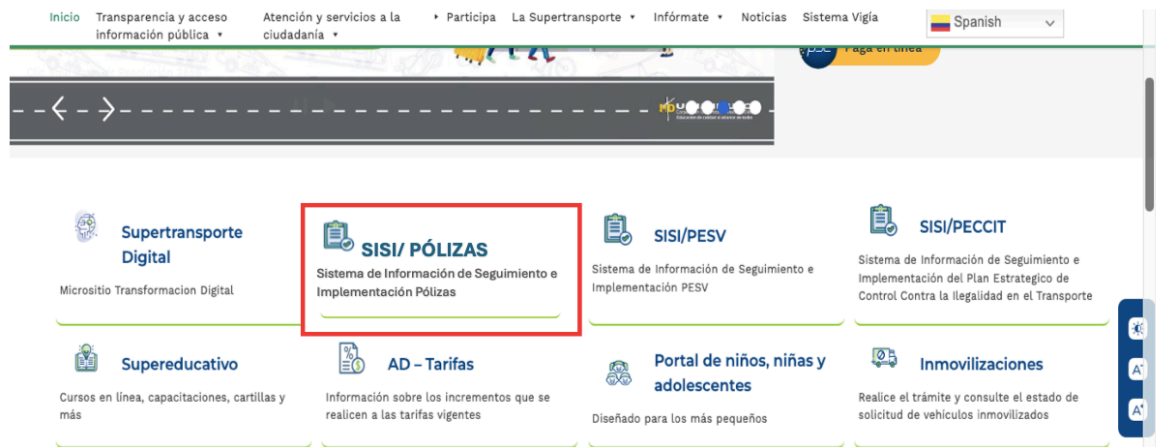 Inicio Transparencia y acceso Atención y servicios a la Participa La Supertransporte Infórmate Noticias Sistema Vigía Spanish
información pública ciudadanía
Paga en línea
Supertransporte
Digital
Micrositio Transformacion Digital
SISI/ PÓLIZAS
Sistema de Información de Seguimiento e
Implementación Pólizas
SISI/PESV
Sistema de Información de Seguimiento e
Implementación PESV
SISI/PECCIT
Sistema de Información de Seguimiento e
Implementación del Plan Estrategico de
Control Contra la Ilegalidad en el Transporte
Supereducativo
Cursos en línea, capacitaciones, cartillas y
más
AD – Tarifas
Información sobre los incrementos que se
realicen a las tarifas vigentes
Portal de niños, niñas y
adolescentes
Diseñado para los más pequeños
Inmovilizaciones
Realice el trámite y consulte el estado de
solicitud de vehículos inmovilizados